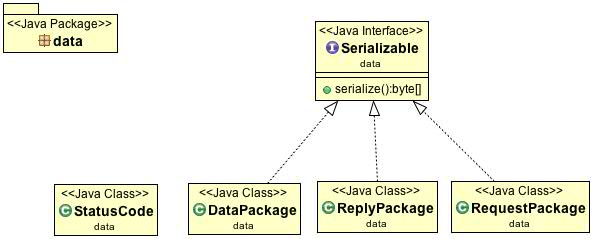 <<Java Package>>
data
<<Java Interface>>
Serializable
data
serialize():byte[]
<<Java Class>>
StatusCode
data
<<Java Class>>
DataPackage
data
<<Java Class>>
ReplyPackage
data
<<Java Class>>
RequestPackage
data